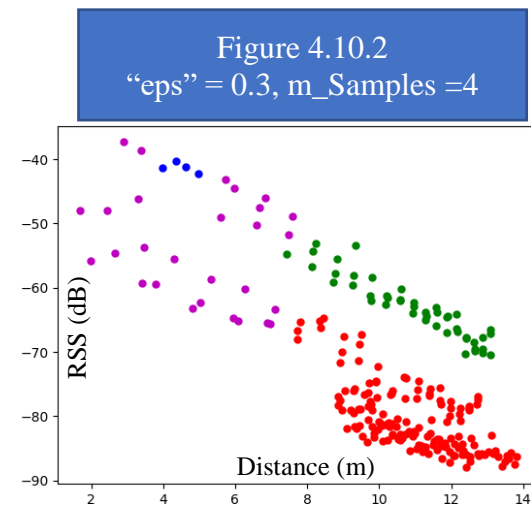 Figure 4.10.2
“eps” = 0.3, m_Samples =4
−40
−50
−60
−70
−80
−90
RSS (dB)
Distance (m)
2 4 6 8 10 12 14